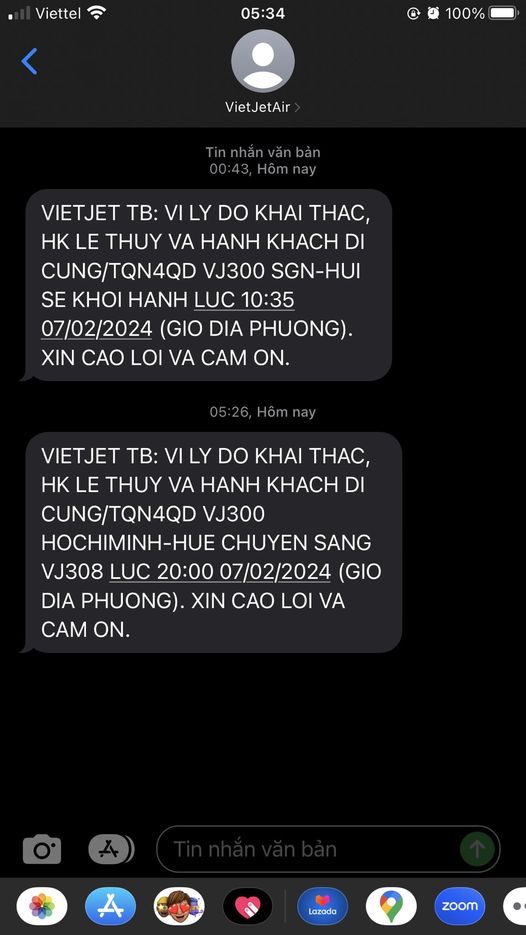 Viettel
05:34
100%
VietJetAir
Tin nhắn văn bản
00:43, Hôm nay
VIETJET TB: VI LY DO KHAI THAC,
HK LE THUY VA HANH KHACH DI
CUNG/TQN4QD VJ300 SGN-HUI
SE KHOI HANH LUC 10:35
07/02/2024 (GIO DIA PHUONG).
XIN CAO LOI VA CAM ON.
05:26, Hôm nay
VIETJET TB: VI LY DO KHAI THAC,
HK LE THUY VA HANH KHACH DI
CUNG/TQN4QD VJ300
HOCHIMINH-HUE CHUYEN SANG
VJ308 LUC 20:00 07/02/2024 (GIO
DIA PHUONG). XIN CAO LOI VA
CAM ON.
Tin nhắn văn bản
Lazada
zoom